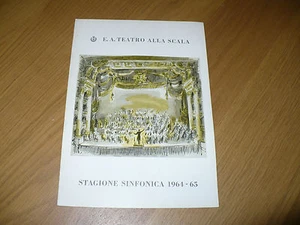 E. A. TEATRO ALLA SCALA
STAGIONE SINFONICA 1964 - 65